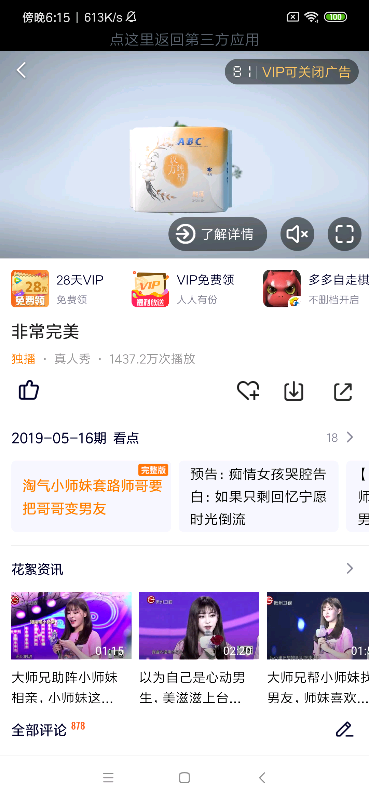 傍晚6:15 | 613K/s
100
点这里返回第三方应用
81 | VIP可关闭广告
ABC
了解详情
28天
免费领
28天VIP
免费领
VIP
福利放送
VIP免费领
人人有份
多多自走棋
不删档开启
非常完美
独播 · 真人秀 · 1437.2万次播放
2019-05-16期 看点
18
完整版
淘气小师妹套路师哥要
把哥哥变男友
预告: 痴情女孩哭腔告
白: 如果只剩回忆宁愿
时光倒流
【
师
男
花絮资讯
01:15
02:20
大师兄助阵小师妹
相亲, 小师妹这...
以为自己是心动男
生, 美滋滋上台...
大师兄帮小师妹找
男友, 师妹喜欢...
全部评论 878